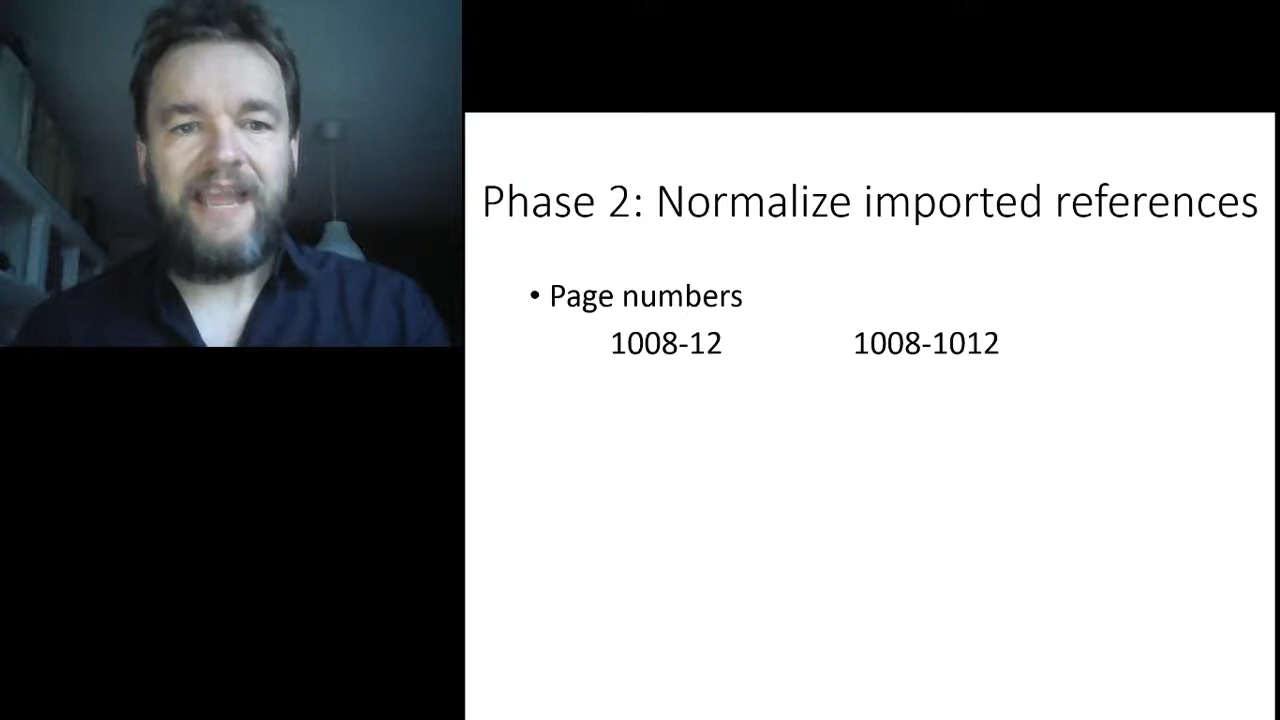 Phase 2: Normalize imported references
• Page numbers
1008-12 1008-1012